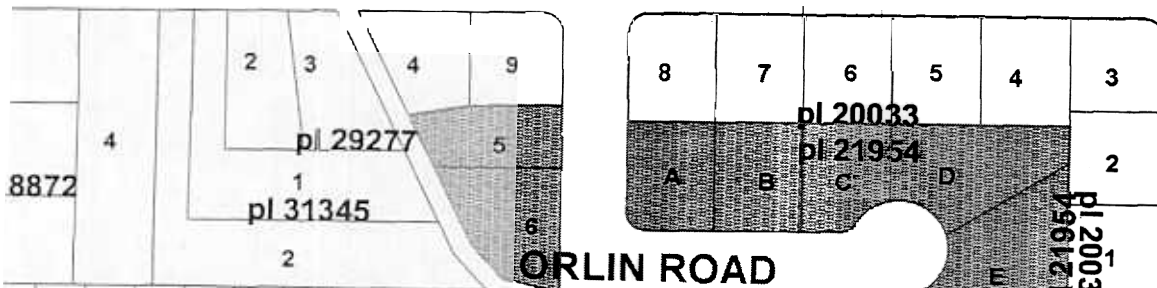 2 3 4 9 8 7 6 5 4 3
pl 20033
4 pl 29277 5 pl 21954
8872 1 A B C D 2
pl 31345
2 6 ORLIN ROAD E 1
21954
pl 2003